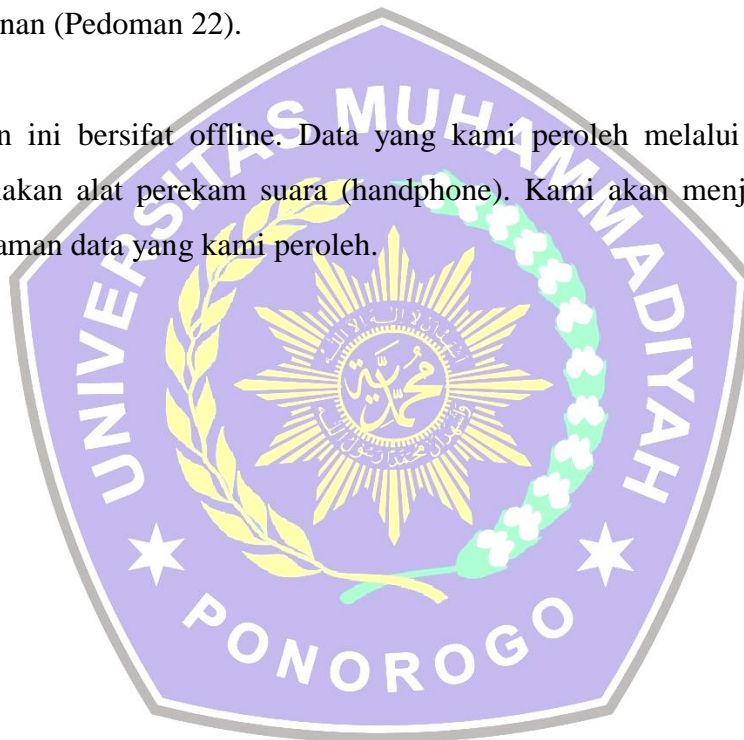 nan (Pedoman 22).
n ini bersifat offline. Data yang kami peroleh melalui
akan alat perekam suara (handphone). Kami akan menj
aman data yang kami peroleh.
UNIVERSITAS MUHAMMADIYAH
محمدية
PONOROGO